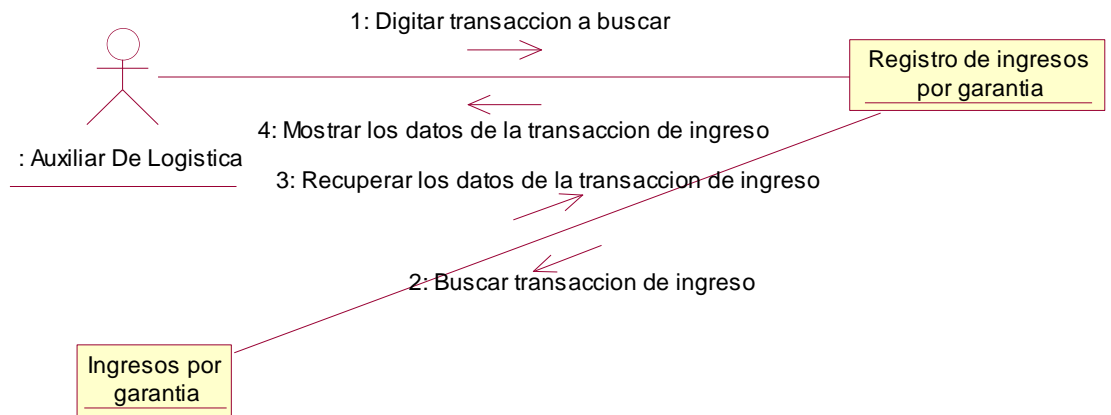 1: Digitar transaccion a buscar
Registro de ingresos
por garantia
4: Mostrar los datos de la transaccion de ingreso
: Auxiliar De Logistica
3: Recuperar los datos de la transaccion de ingreso
2: Buscar transaccion de ingreso
Ingresos por
garantia